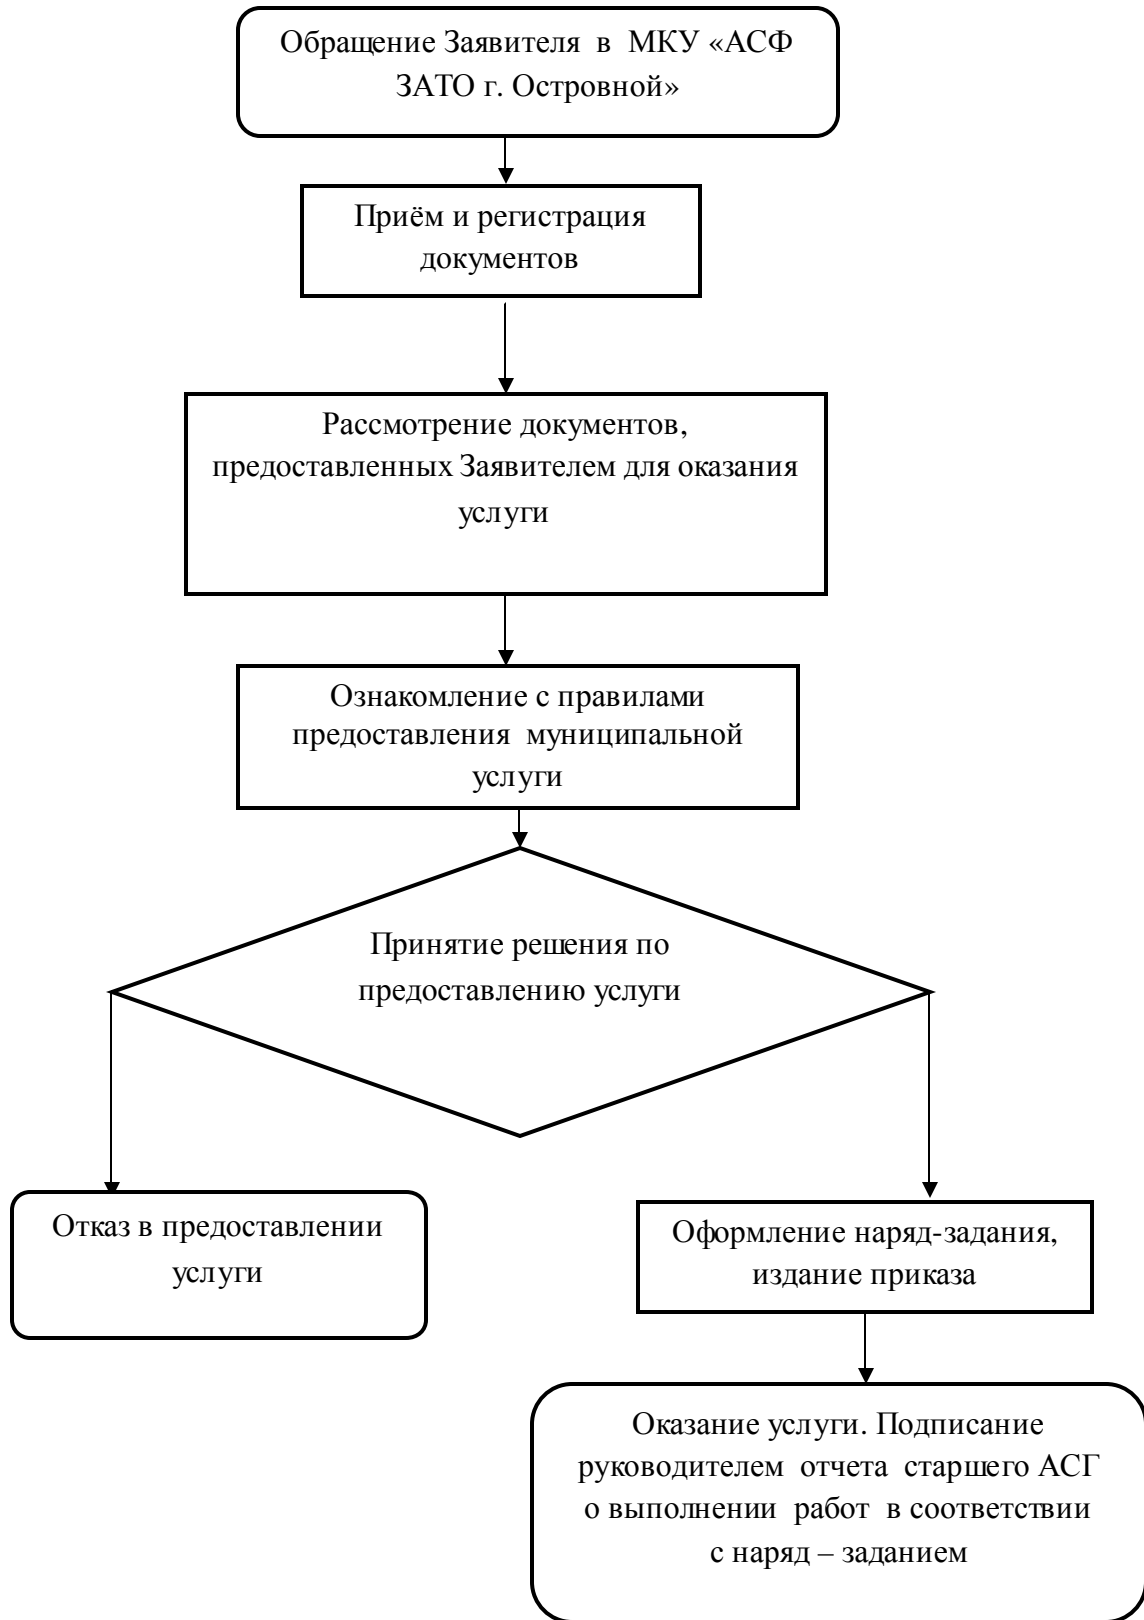 Обращение Заявителя в МКУ «АСФ
ЗАТО г. Островной»
Приём и регистрация
документов
Рассмотрение документов,
предоставленных Заявителем для оказания
услуги
Ознакомление с правилами
предоставления муниципальной
услуги
Принятие решения по
предоставлению услуги
Отказ в предоставлении
услуги
Оформление наряд-задания,
издание приказа
Оказание услуги. Подписание
руководителем отчета старшего АСГ
о выполнении работ в соответствии
с наряд – заданием